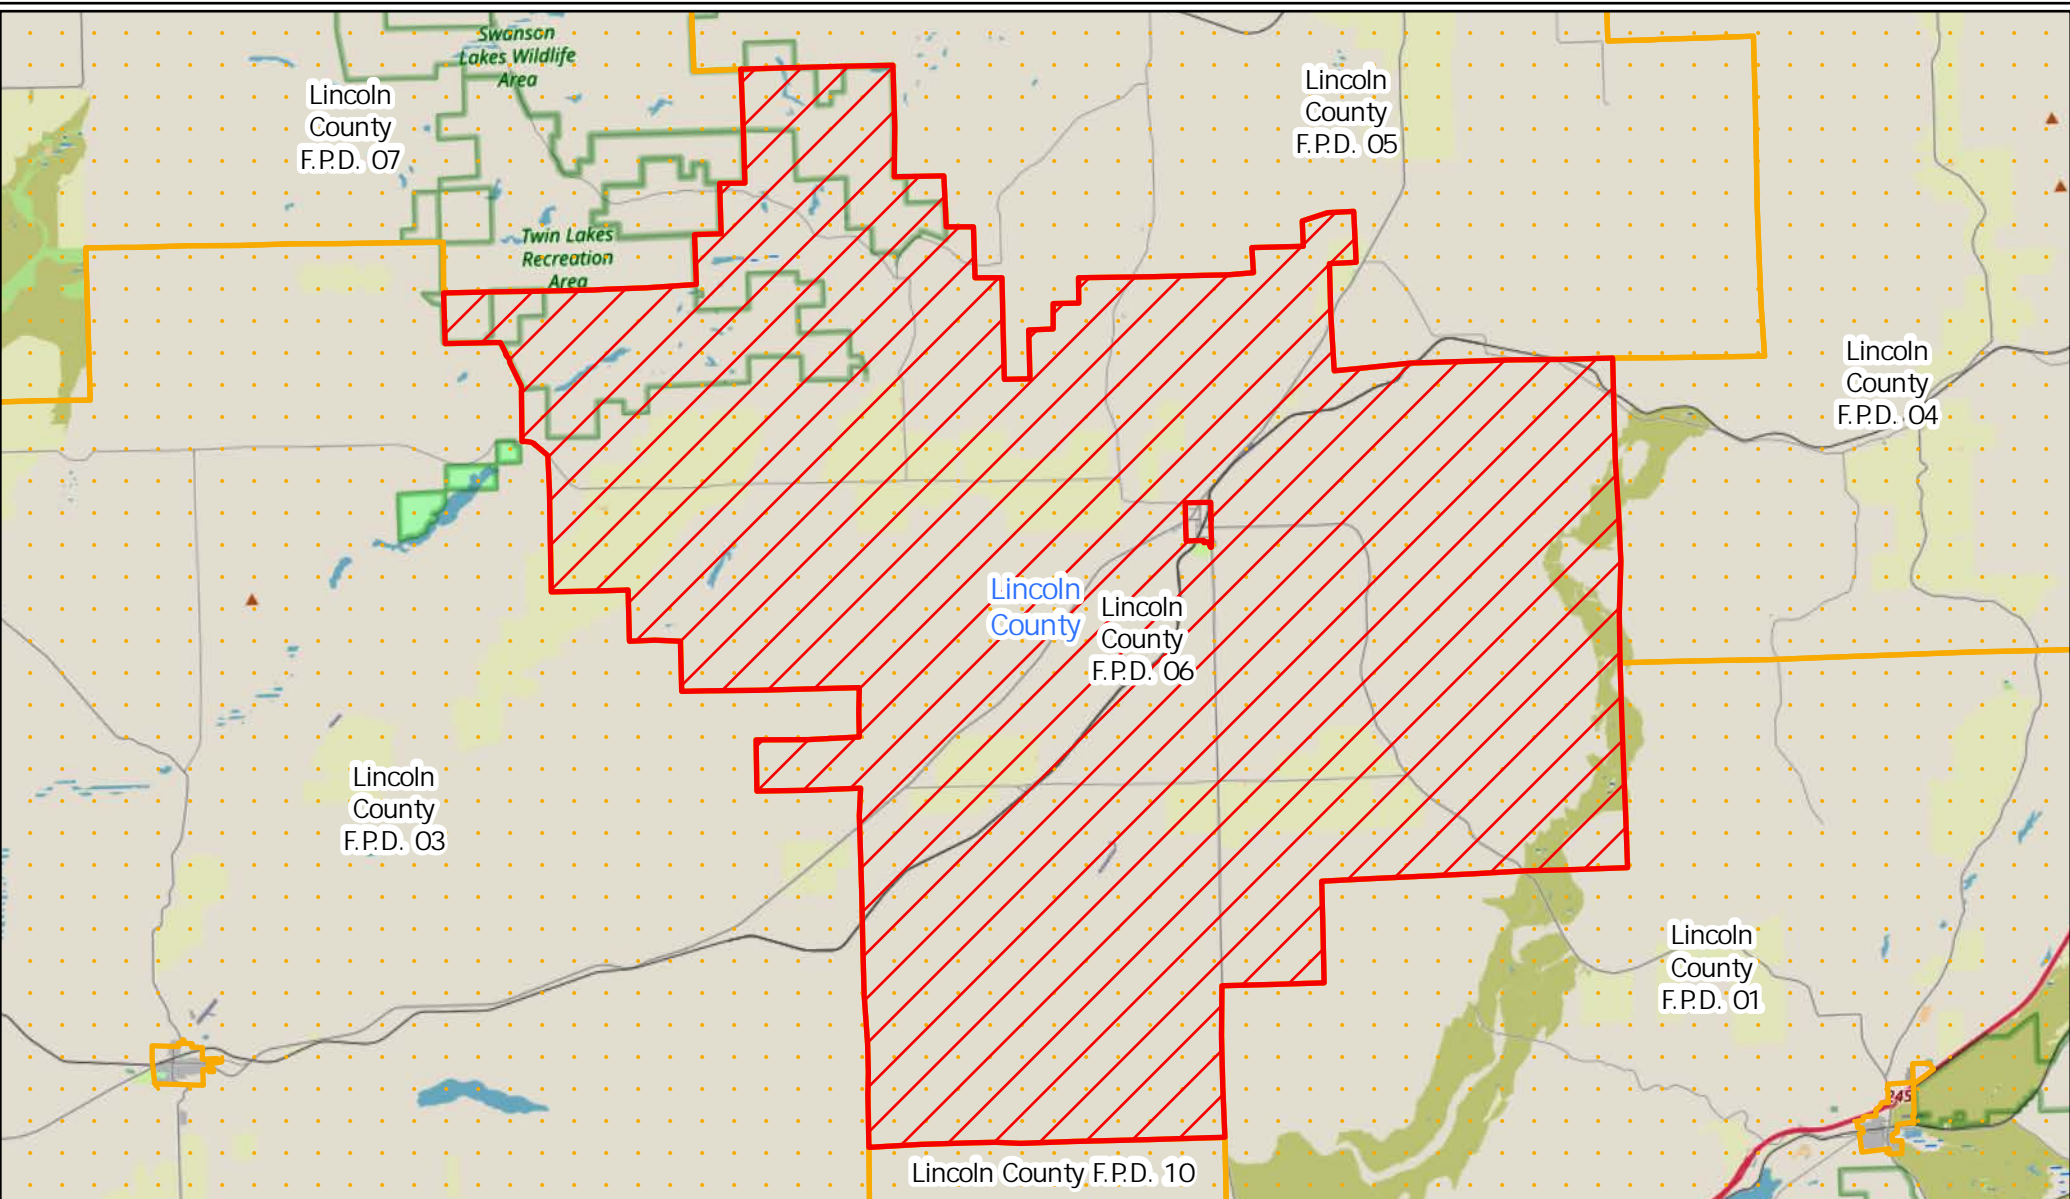 Swanson
Lakes Wildlife
Area
Lincoln
County
F.P.D. 07
Lincoln
County
F.P.D. 05
Twin Lakes
Recreation
Area
Lincoln
County
F.P.D. 04
Lincoln
County
Lincoln
County
F.P.D. 06
Lincoln
County
F.P.D. 03
Lincoln
County
F.P.D. 01
245
Lincoln County F.P.D. 10